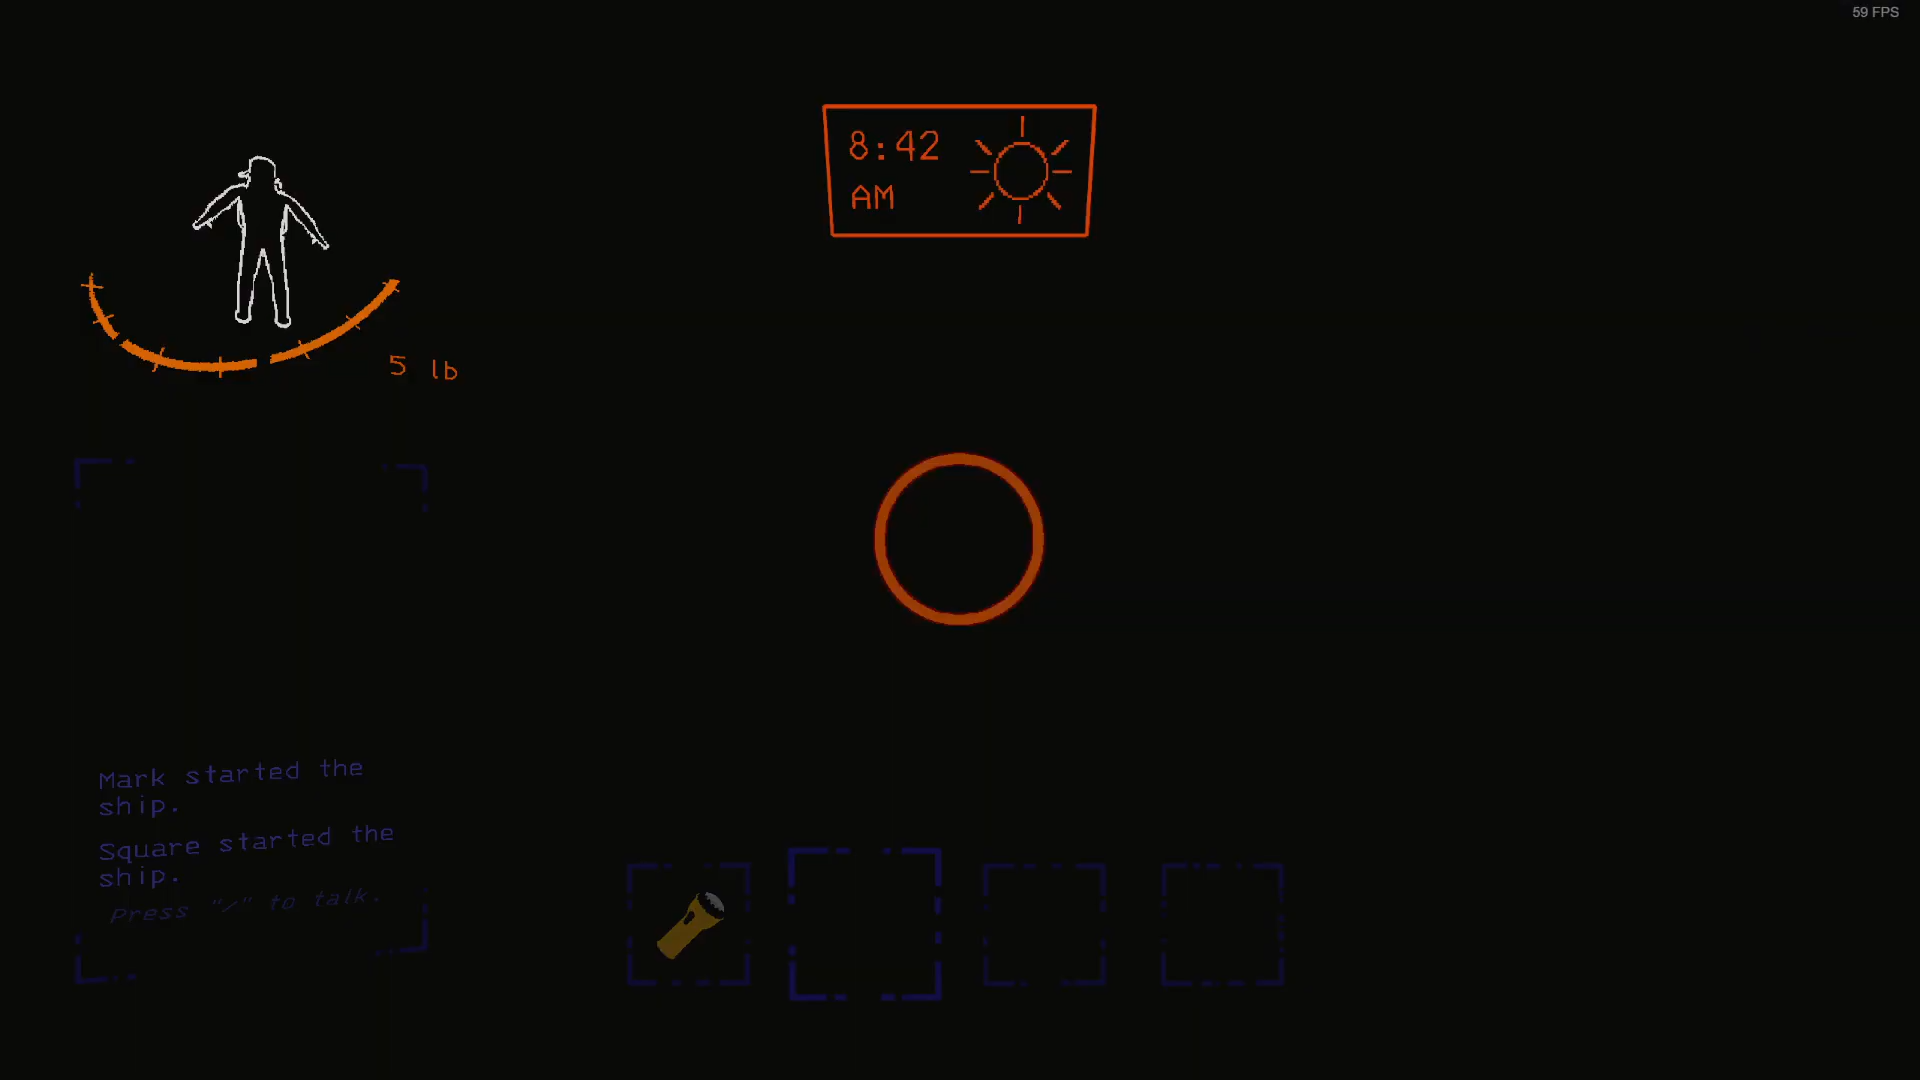 59 FPS
8:42
AM
5 lb
Mark started the
ship.
Square started the
ship.
Press "/" to talk.